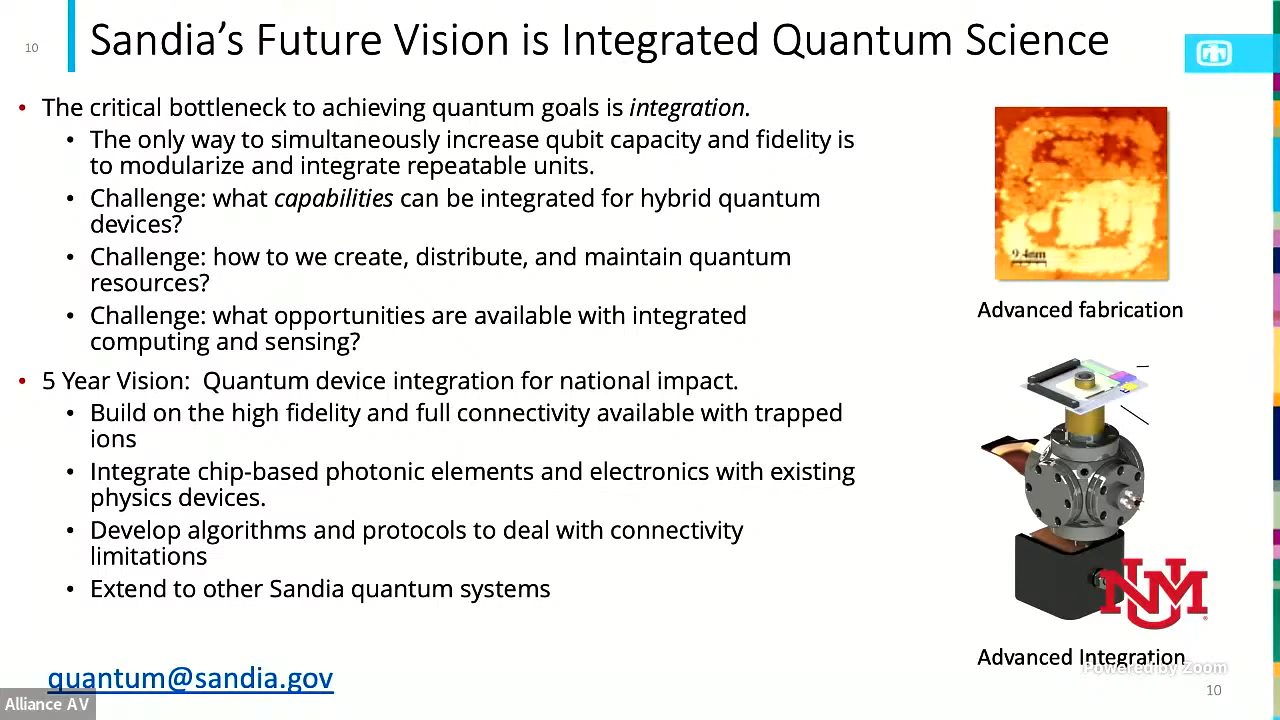 10
Sandia's Future Vision is Integrated Quantum Science
• The critical bottleneck to achieving quantum goals is integration.
• The only way to simultaneously increase qubit capacity and fidelity is
to modularize and integrate repeatable units.
• Challenge: what capabilities can be integrated for hybrid quantum
devices?
• Challenge: how to we create, distribute, and maintain quantum
resources?
• Challenge: what opportunities are available with integrated
computing and sensing?
• 5 Year Vision: Quantum device integration for national impact.
• Build on the high fidelity and full connectivity available with trapped
ions
• Integrate chip-based photonic elements and electronics with existing
physics devices.
• Develop algorithms and protocols to deal with connectivity
limitations
• Extend to other Sandia quantum systems
9.4nm
Advanced fabrication
UNM
Advanced Integration
Powered by Zoom
quantum@sandia.gov
Alliance AV
10